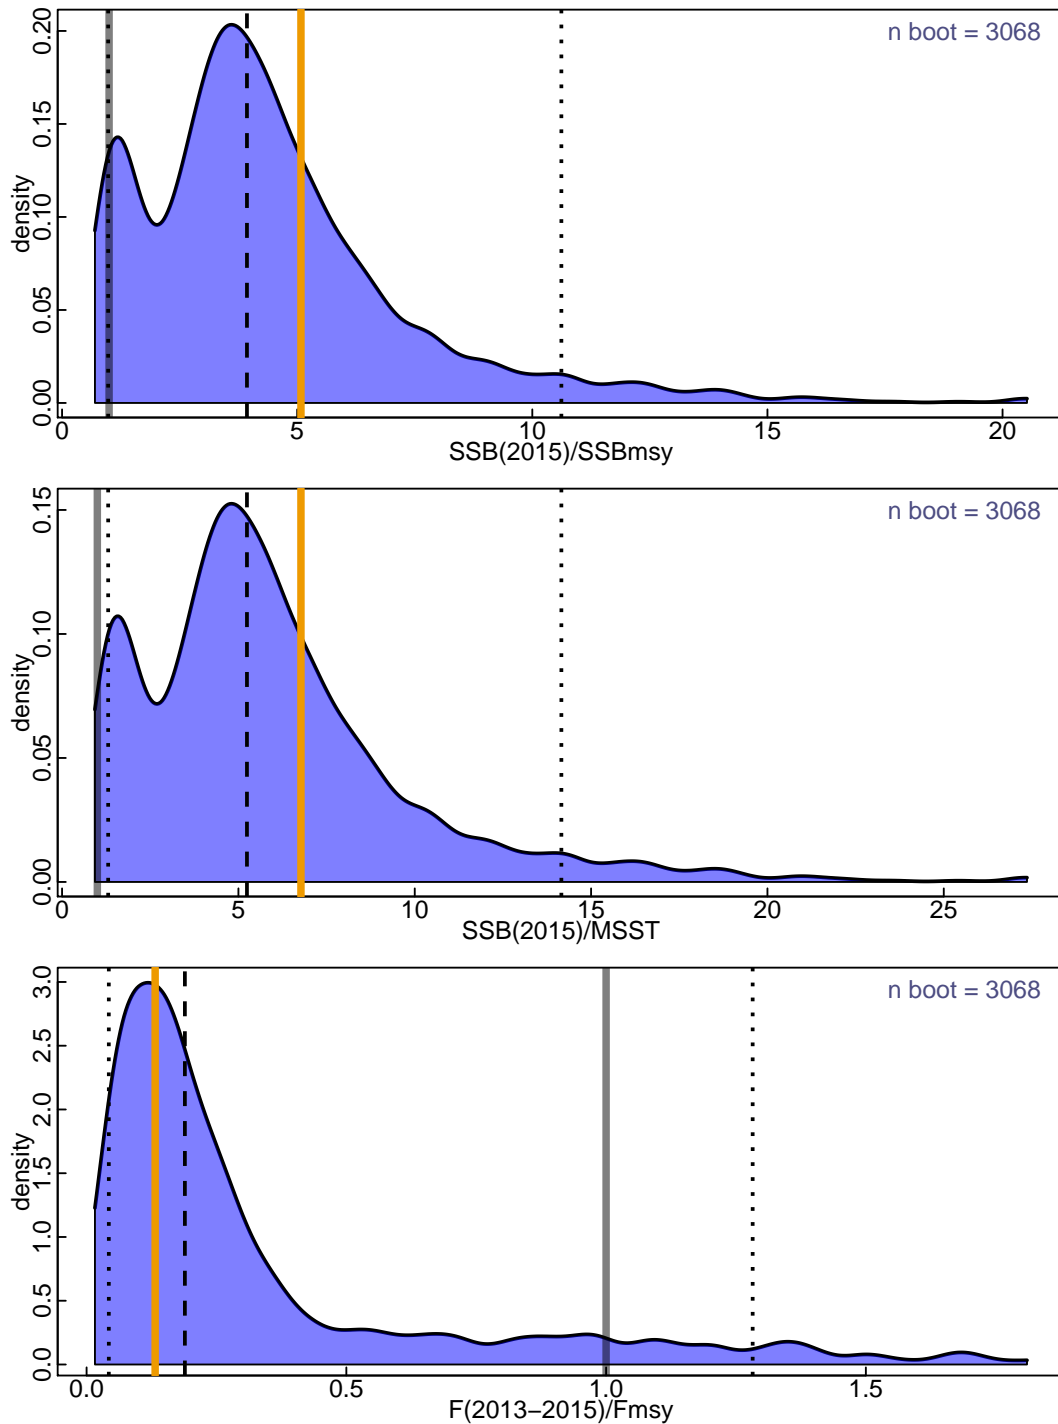 n boot = 3068
density
0.00 0.05 0.10 0.15 0.20
0 5 10 15 20
SSB(2015)/SSBmsy
n boot = 3068
density
0.00 0.05 0.10 0.15
0 5 10 15 20 25
SSB(2015)/MSST
n boot = 3068
density
0.0 0.5 1.0 1.5 2.0 2.5 3.0
0.0 0.5 1.0 1.5
F(2013−2015)/Fmsy